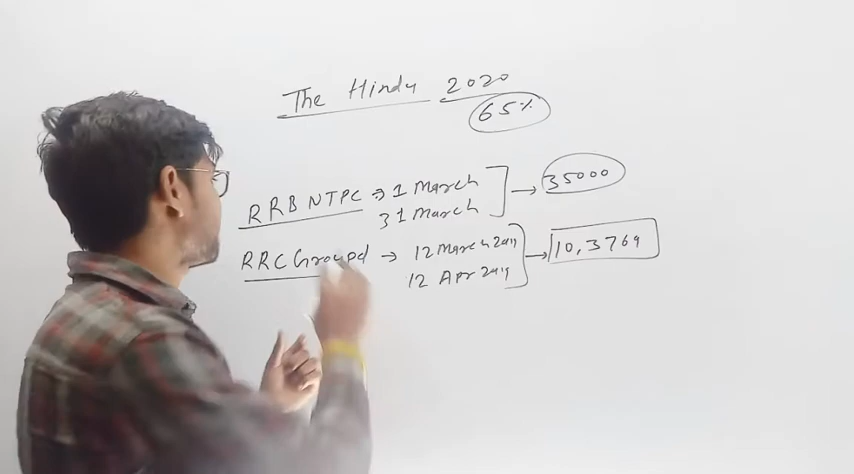 The Hindu 2020
65%
RRB NTPC ⇒ 1 March
31 March
→ 35000
RRC Group d → 12 March 2019
12 Apr 2019
→ 10,3769